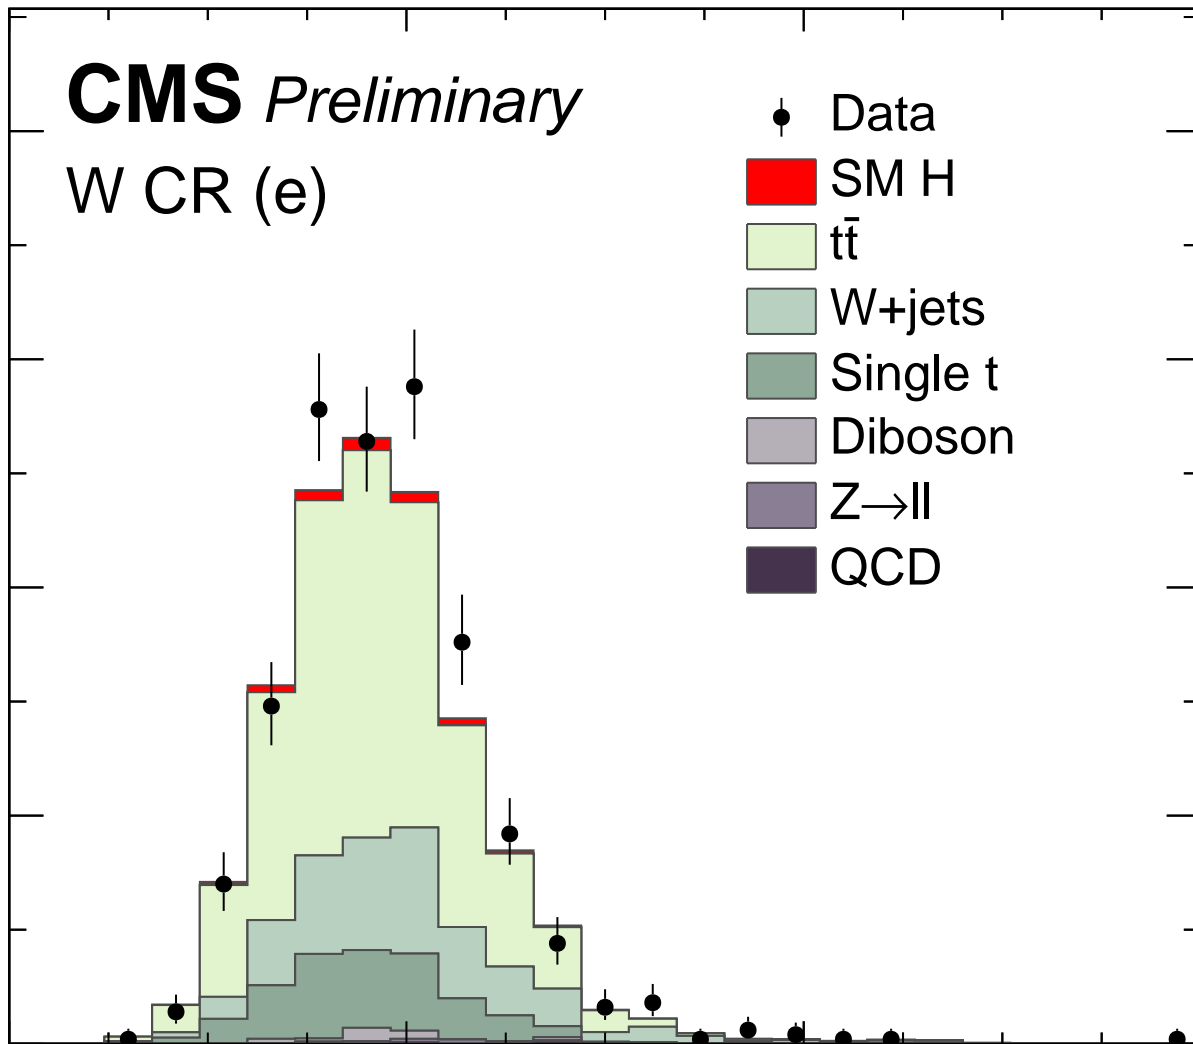 CMS Preliminary
W CR (e)
Data
SM H
tt̄
W+jets
Single t
Diboson
Z→ll
QCD